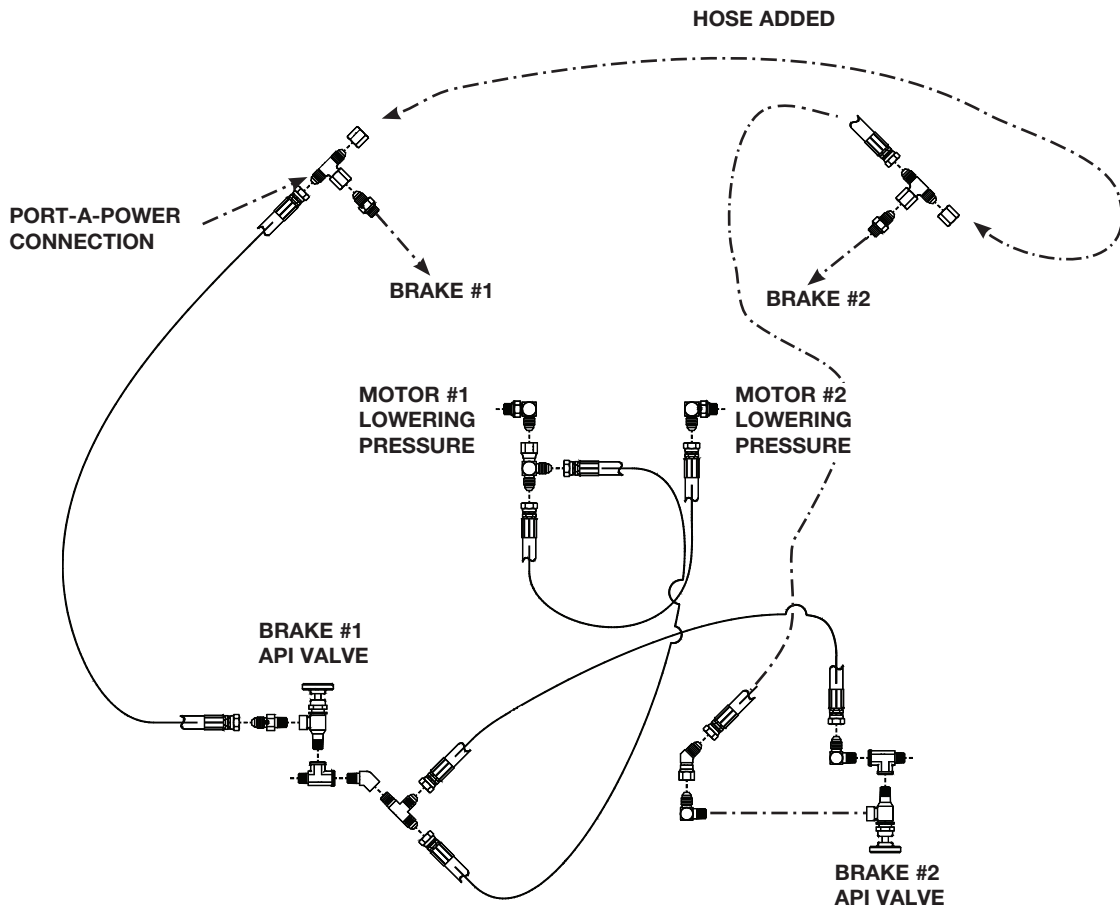 HOSE ADDED
PORT-A-POWER
CONNECTION
BRAKE #1
BRAKE #2
MOTOR #1
LOWERING
PRESSURE
MOTOR #2
LOWERING
PRESSURE
BRAKE #1
API VALVE
BRAKE #2
API VALVE